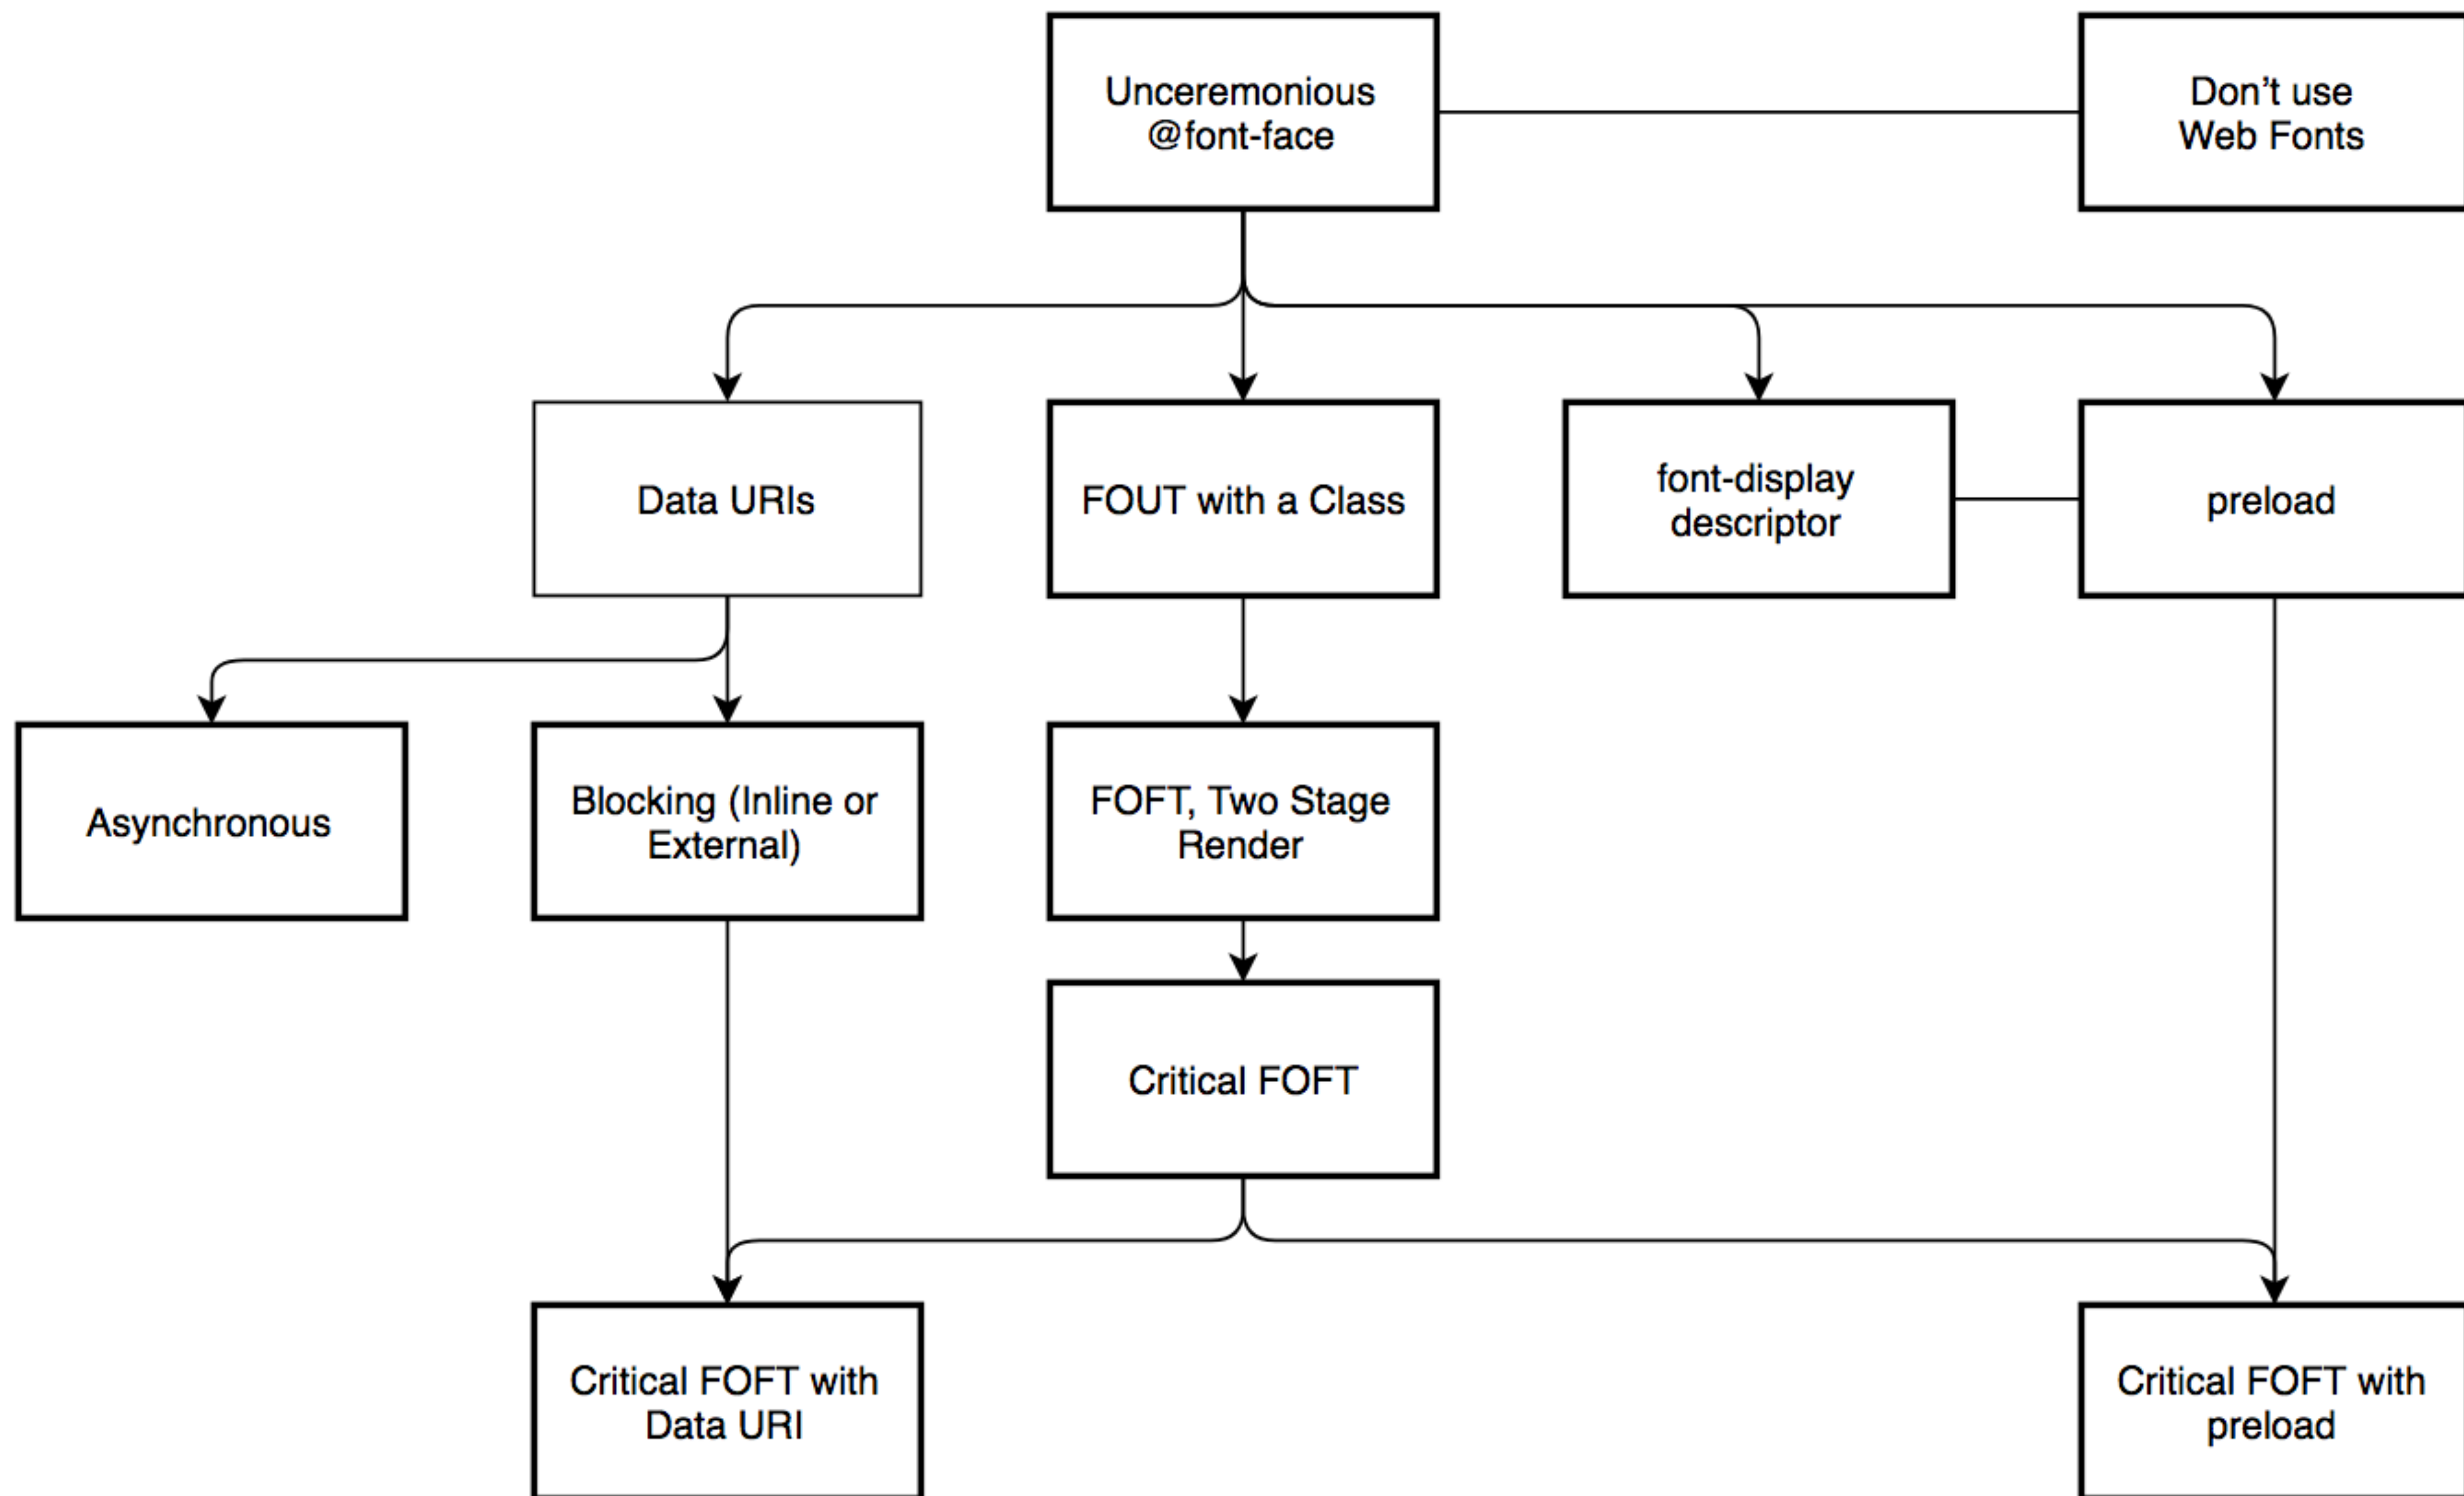 Unceremonious
@font-face
Don’t use
Web Fonts
Data URIs
FOUT with a Class
font-display
descriptor
preload
Asynchronous
Blocking (Inline or
External)
FOFT, Two Stage
Render
Critical FOFT
Critical FOFT with
Data URI
Critical FOFT with
preload